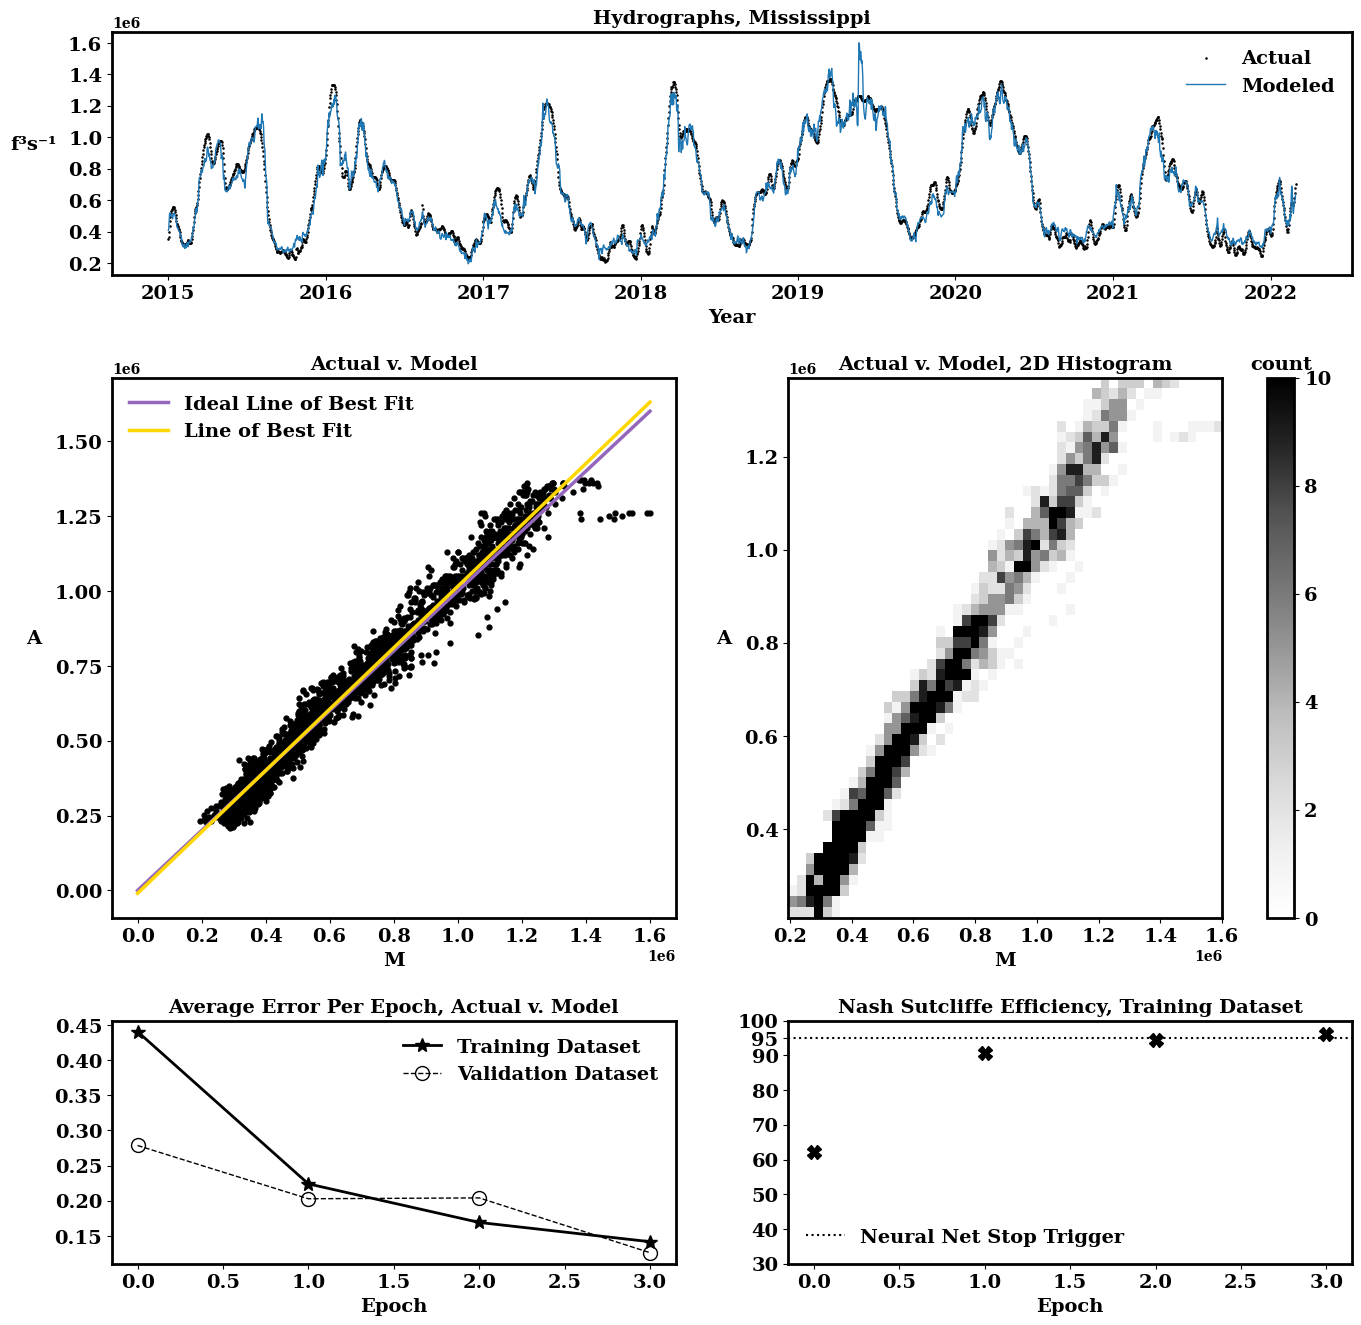 Hydrographs, Mississippi
1e6
1.6
1.4
1.2
1.0
0.8
0.6
0.4
0.2
f³s⁻¹
Actual
Modeled
2015 2016 2017 2018 2019 2020 2021 2022
Year
Actual v. Model
1e6
Ideal Line of Best Fit
Line of Best Fit
1.50
1.25
1.00
0.75
0.50
0.25
0.00
A
0.0 0.2 0.4 0.6 0.8 1.0 1.2 1.4 1.6
M
1e6
Actual v. Model, 2D Histogram
1e6
1.2
1.0
0.8
0.6
0.4
A
0.2 0.4 0.6 0.8 1.0 1.2 1.4 1.6
M
1e6
count
10
8
6
4
2
0
Average Error Per Epoch, Actual v. Model
0.45
0.40
0.35
0.30
0.25
0.20
0.15
Training Dataset
Validation Dataset
0.0 0.5 1.0 1.5 2.0 2.5 3.0
Epoch
Nash Sutcliffe Efficiency, Training Dataset
100
95
90
80
70
60
50
40
30
Neural Net Stop Trigger
0.0 0.5 1.0 1.5 2.0 2.5 3.0
Epoch